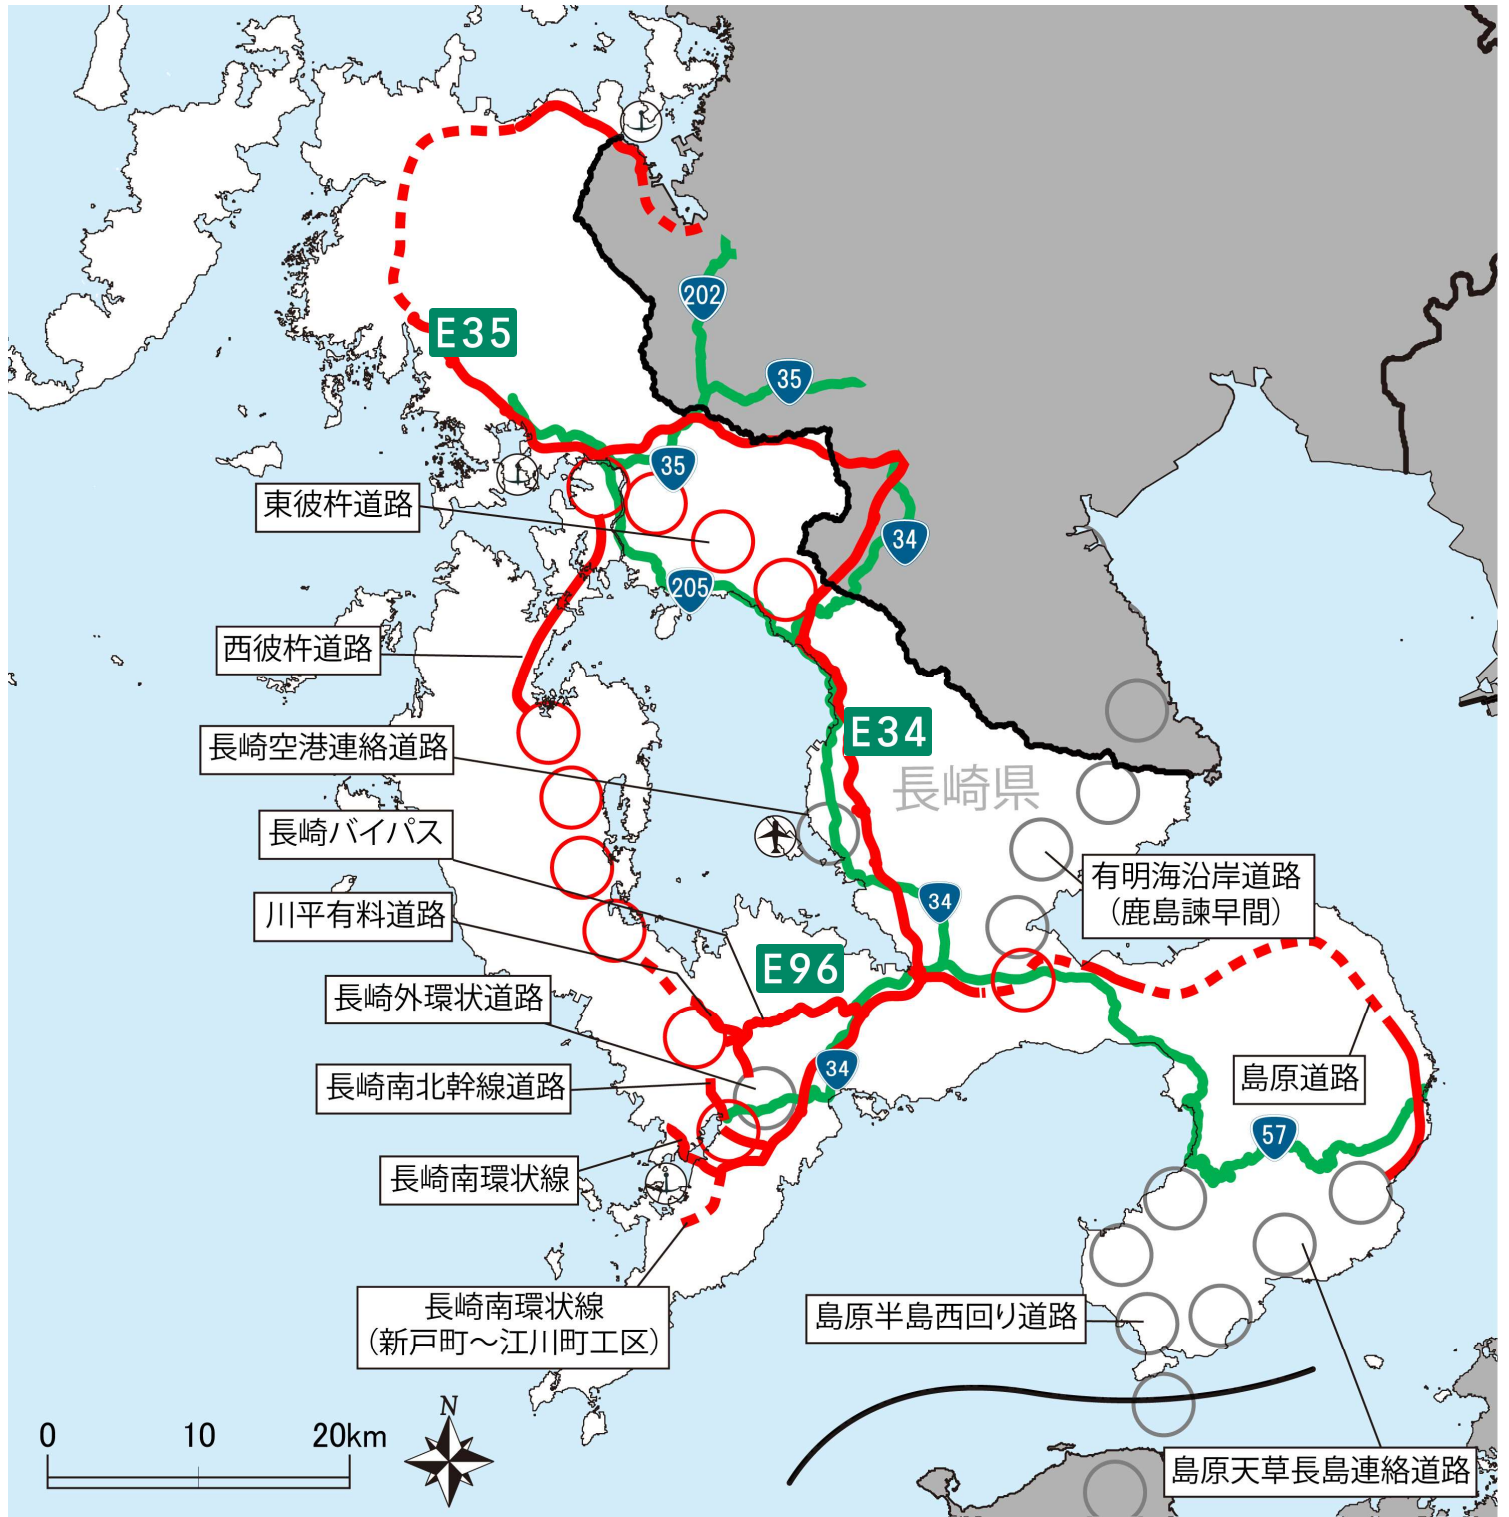 202
E35
35
35
東彼杵道路
34
205
西彼杵道路
E34
長崎空港連絡道路
長崎県
長崎バイパス
有明海沿岸道路
(鹿島諫早間)
川平有料道路
34
E96
長崎外環状道路
34
長崎南北幹線道路
島原道路
57
長崎南環状線
長崎南環状線
(新戸町~江川町工区)
島原半島西回り道路
N
0 10 20km
島原天草長島連絡道路